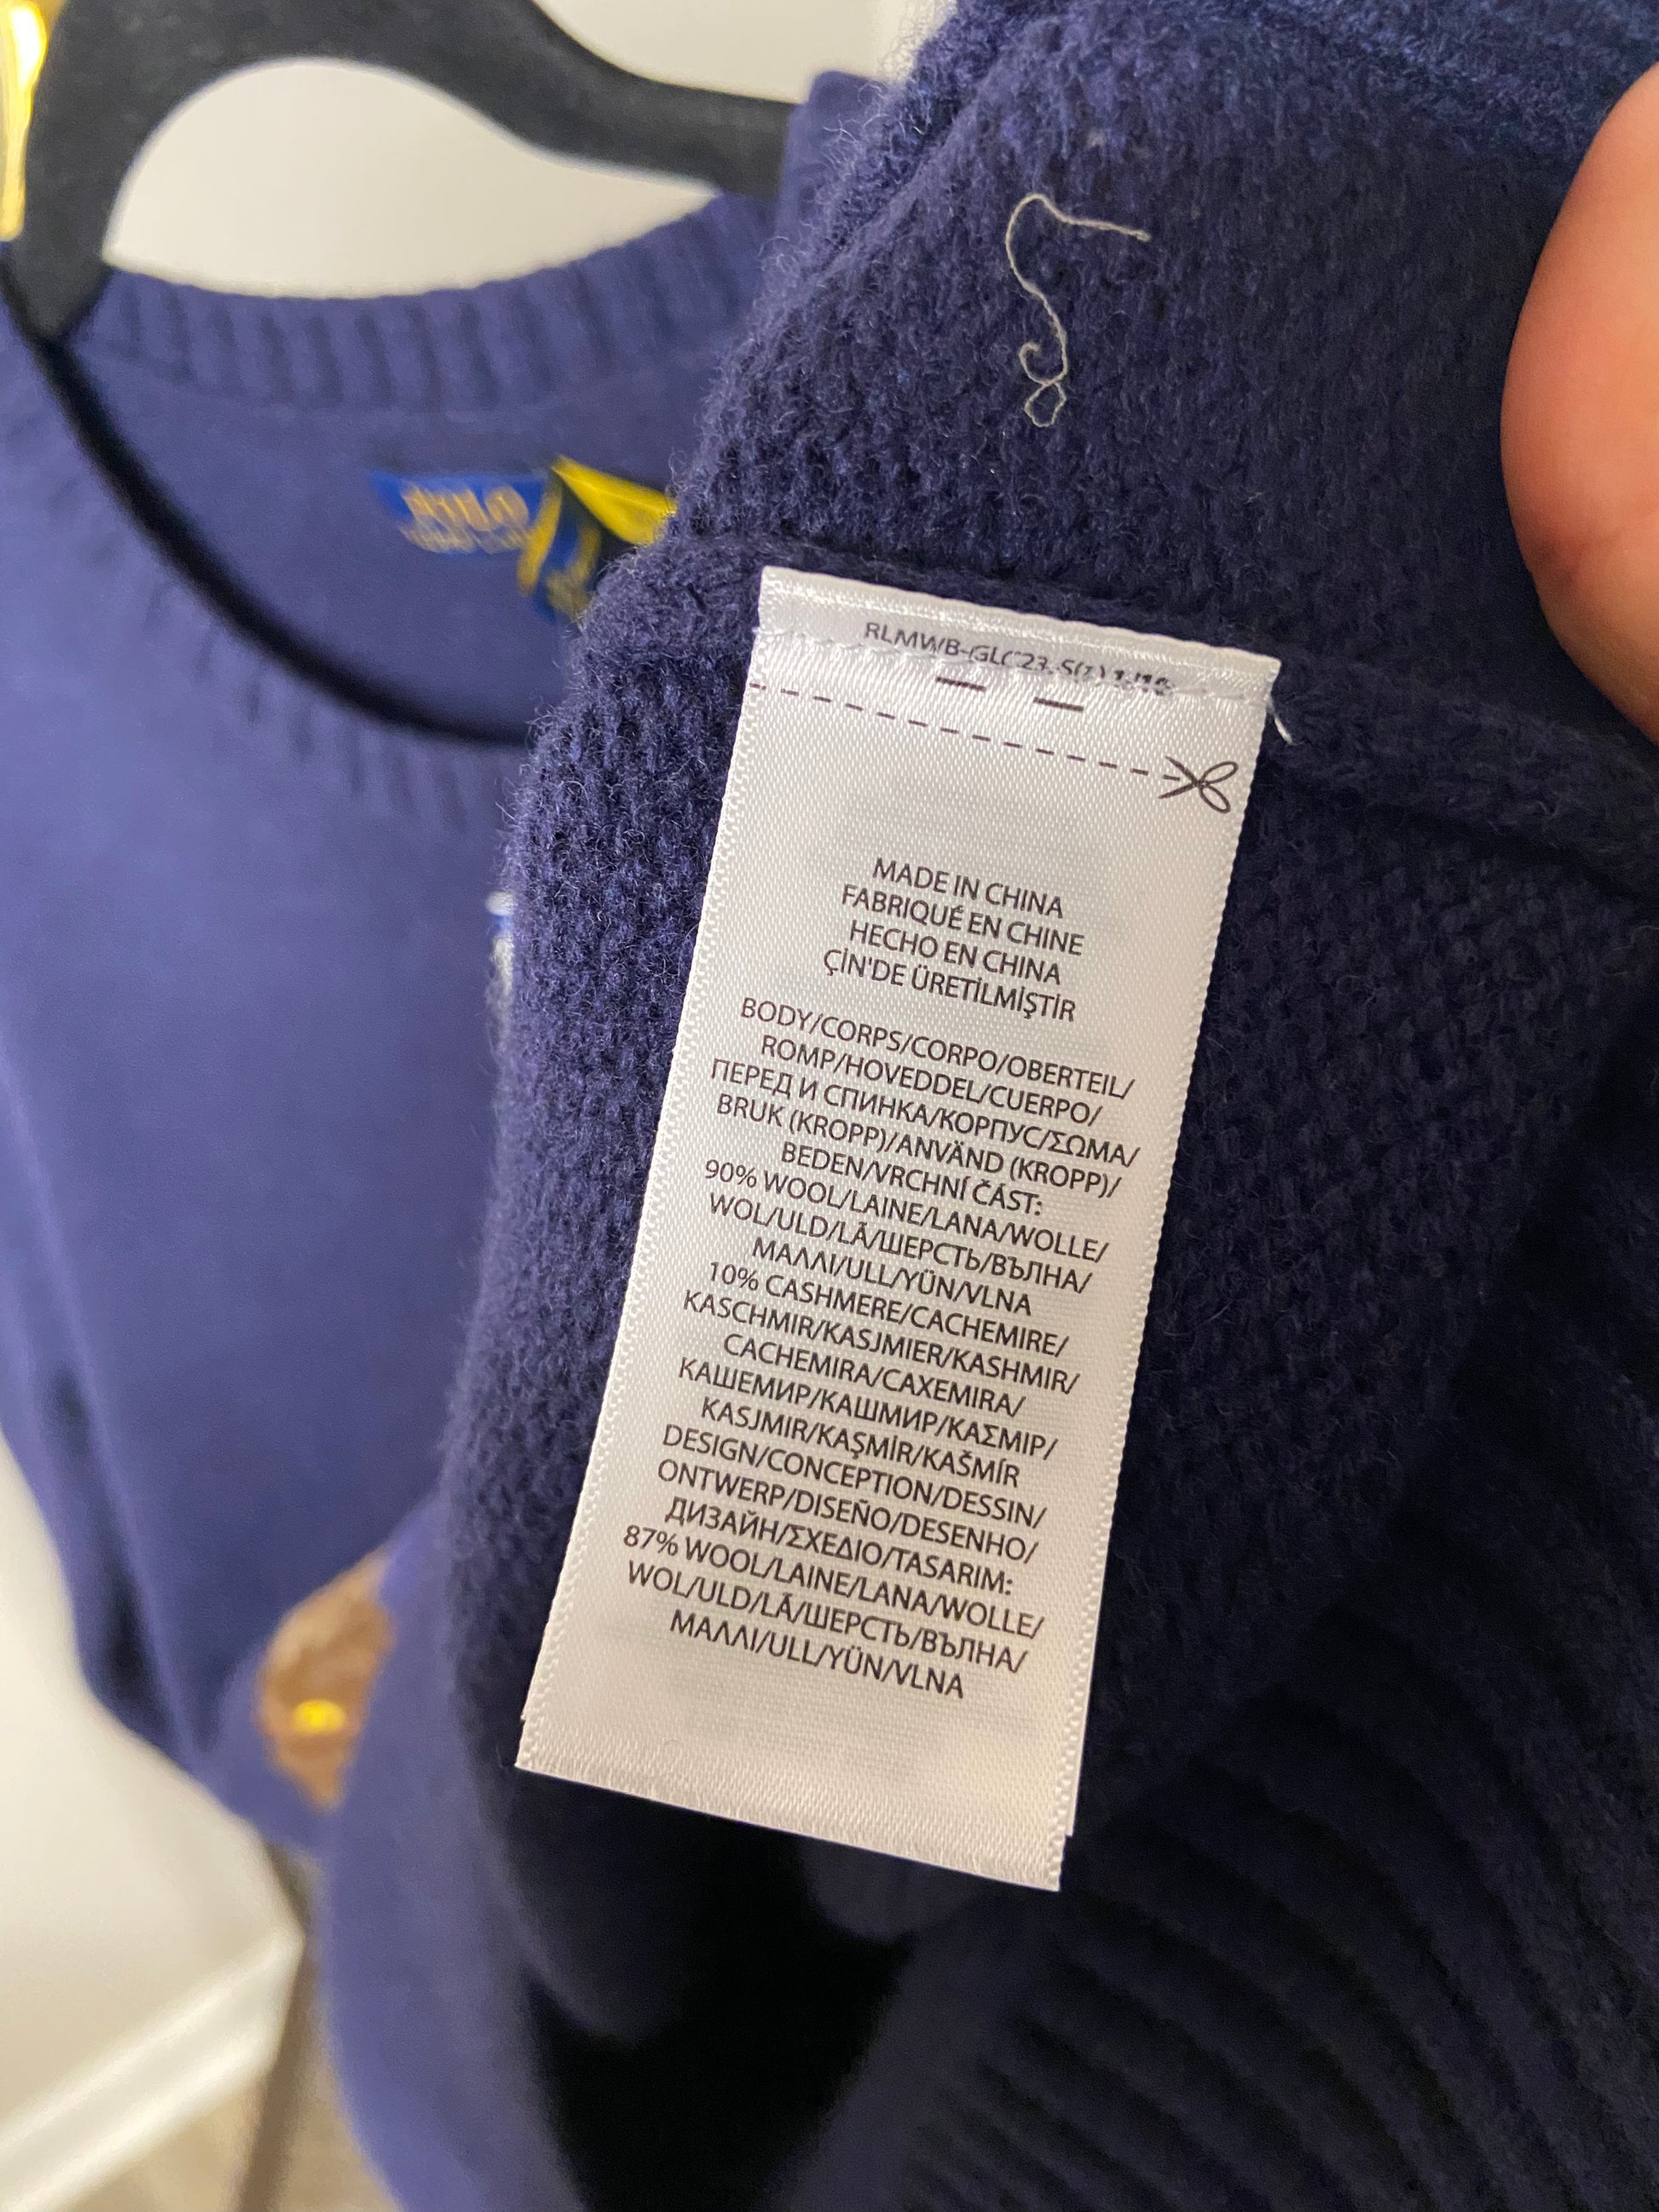 POLO
RLMWB-GLC23-S(L)
MADE IN CHINA
FABRIQUÉ EN CHINE
HECHO EN CHINA
ÇİN'DE ÜRETİLMİŞTİR
BODY/CORPS/CORPO/OBERTEIL/
ROMP/HOVEDDEL/CUERPO/
ПЕРЕД И СПИНКА/КОРПУС/ΣΩΜΑ/
BRUK (KROPP)/ANVÄND (KROPP)/
BEDEN/VRCHNÍ ČÁST:
90% WOOL/LAINE/LANA/WOLLE/
WOL/ULD/LÃ/ШЕРСТЬ/ВЪЛНА/
ΜΑΛΛΙ/ULL/YÜN/VLNA
10% CASHMERE/CACHEMIRE/
KASCHMIR/KASJMIER/KASHMIR/
CACHEMIRA/CAXEMIRA/
КАШЕМИР/КАШМИР/ΚΑΣΜΙΡ/
KASJMIR/KAŞMİR/KAŠMÍR
DESIGN/CONCEPTION/DESSIN/
ONTWERP/DISEÑO/DESENHO/
ДИЗАЙН/ΣΧΕΔΙΟ/TASARIM:
87% WOOL/LAINE/LANA/WOLLE/
WOL/ULD/LÃ/ШЕРСТЬ/ВЪЛНА/
ΜΑΛΛΙ/ULL/YÜN/VLNA